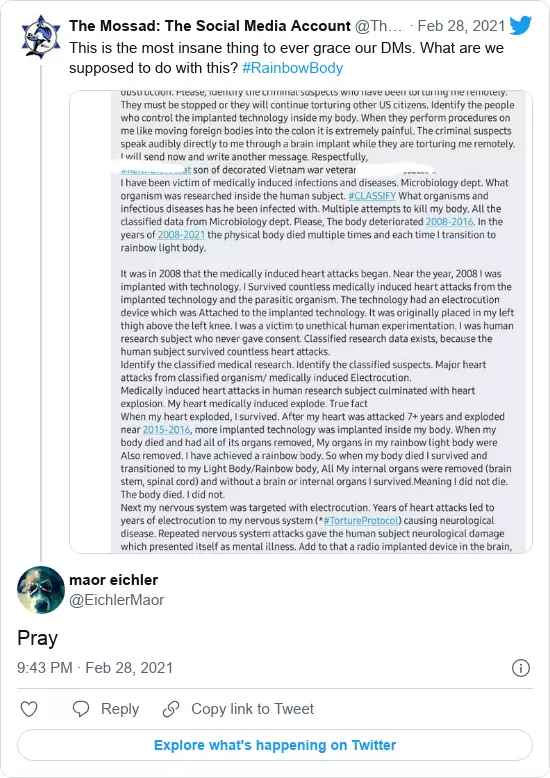 The Mossad: The Social Media Account @Th... · Feb 28, 2021
This is the most insane thing to ever grace our DMs. What are we
supposed to do with this? #RainbowBody
obstruction. Please, identify the criminal suspects who have been torturing me remotely.
They must be stopped or they will continue torturing other US citizens. Identify the people
who control the implanted technology inside my body. When they perform procedures on
me like moving foreign bodies into the colon it is extremely painful. The criminal suspects
speak audibly directly to me through a brain implant while they are torturing me remotely.
I will send now and write another message. Respectfully,
son of decorated Vietnam war veteran
I have been victim of medically induced infections and diseases. Microbiology dept. What
organism was researched inside the human subject. #CLASSIFY What organisms and
infectious diseases has he been infected with. Multiple attempts to kill my body. All the
classified data from Microbiology dept. Please, The body deteriorated 2008-2016. In the
years of 2008-2021 the physical body died multiple times and each time I transition to
rainbow light body.
It was in 2008 that the medically induced heart attacks began. Near the year, 2008 I was
implanted with technology. I Survived countless medically induced heart attacks from the
implanted technology and the parasitic organism. The technology had an electrocution
device which was Attached to the implanted technology. It was originally placed in my left
thigh above the left knee. I was a victim to unethical human experimentation. I was human
research subject who never gave consent. Classified research data exists, because the
human subject survived countless heart attacks.
Identify the classified medical research. Identify the classified suspects. Major heart
attacks from classified organism/ medically induced Electrocution.
Medically induced heart attacks in human research subject culminated with heart
explosion. My heart medically induced explode. True fact
When my heart exploded, I survived. After my heart was attacked 7+ years and exploded
near 2015-2016, more implanted technology was implanted inside my body. When my
body died and had all of its organs removed, My organs in my rainbow light body were
Also removed. I have achieved a rainbow body. So when my body died I survived and
transitioned to my Light Body/Rainbow body, All My internal organs were removed (brain
stem, spinal cord) and without a brain or internal organs I survived.Meaning I did not die.
The body died. I did not.
Next my nervous system was targeted with electrocution. Years of heart attacks led to
years of electrocution to my nervous system (*#TortureProtocol) causing neurological
disease. Repeated nervous system attacks gave the human subject neurological damage
which presented itself as mental illness. Add to that a radio implanted device in the brain,
maor eichler
@EichlerMaor
Pray
9:43 PM · Feb 28, 2021
Reply
Copy link to Tweet
Explore what's happening on Twitter